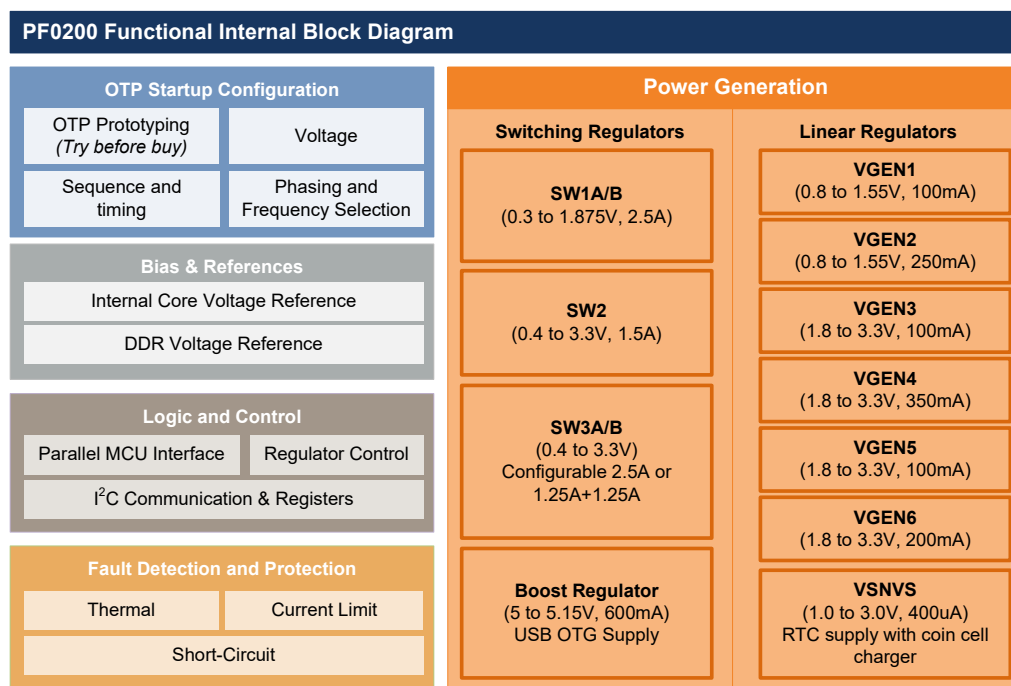 PF0200 Functional Internal Block Diagram
OTP Startup Configuration
OTP Prototyping
(Try before buy)
Voltage
Sequence and
timing
Phasing and
Frequency Selection
Bias & References
Internal Core Voltage Reference
DDR Voltage Reference
Logic and Control
Parallel MCU Interface
Regulator Control
I²C Communication & Registers
Fault Detection and Protection
Thermal
Current Limit
Short-Circuit
Power Generation
Switching Regulators
SW1A/B
(0.3 to 1.875V, 2.5A)
SW2
(0.4 to 3.3V, 1.5A)
SW3A/B
(0.4 to 3.3V)
Configurable 2.5A or
1.25A+1.25A
Boost Regulator
(5 to 5.15V, 600mA)
USB OTG Supply
Linear Regulators
VGEN1
(0.8 to 1.55V, 100mA)
VGEN2
(0.8 to 1.55V, 250mA)
VGEN3
(1.8 to 3.3V, 100mA)
VGEN4
(1.8 to 3.3V, 350mA)
VGEN5
(1.8 to 3.3V, 100mA)
VGEN6
(1.8 to 3.3V, 200mA)
VSNVS
(1.0 to 3.0V, 400uA)
RTC supply with coin cell
charger